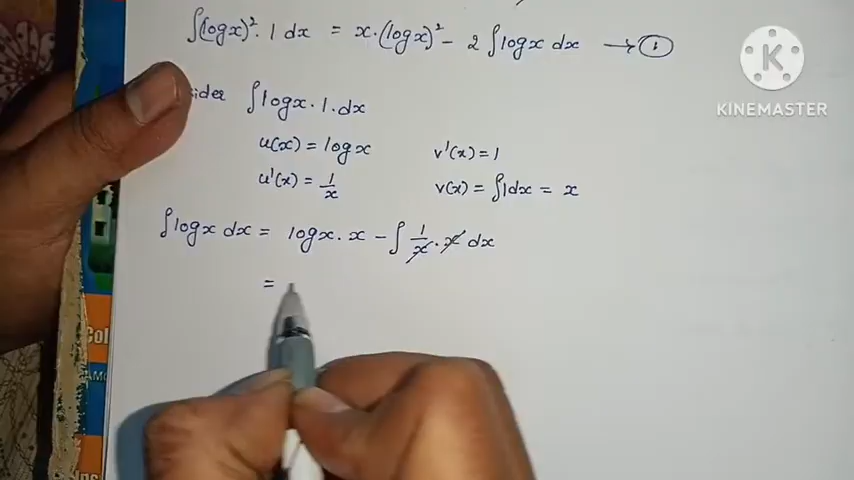 ∫(logx)². 1 dx = x.(logx)² - 2 ∫logx dx → ①
∫logx . 1 . dx
u(x) = logx v'(x) = 1
u'(x) = 1/x v(x) = ∫1dx = x
∫logx dx = logx . x - ∫ 1/x . x dx
=
KINEMASTER